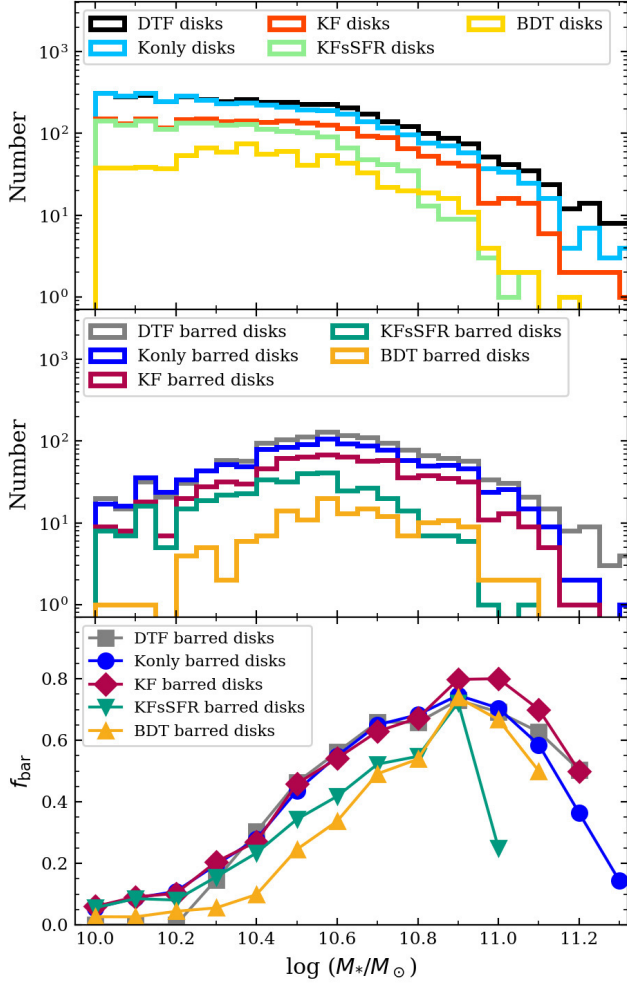 DTF disks KF disks BDT disks
Konly disks KFsSFR disks
10³
10²
10¹
10⁰
Number
DTF barred disks KFsSFR barred disks
Konly barred disks BDT barred disks
KF barred disks
10³
10²
10¹
10⁰
Number
DTF barred disks
Konly barred disks
KF barred disks
KFsSFR barred disks
BDT barred disks
0.8
0.6
0.4
0.2
0.0
f_bar
10.0 10.2 10.4 10.6 10.8 11.0 11.2
log (M_*/M_⊙)